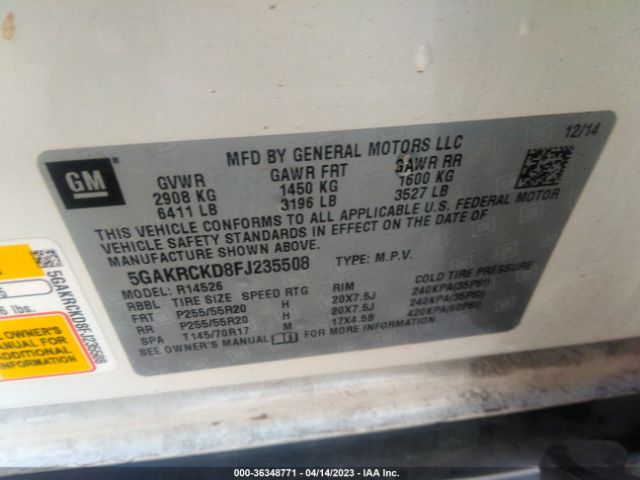 MFD BY GENERAL MOTORS LLC
12/14
GM
GVWR GAWR FRT GAWR RR
2908 KG 1450 KG 1600 KG
6411 LB 3196 LB 3527 LB
THIS VEHICLE CONFORMS TO ALL APPLICABLE U.S. FEDERAL MOTOR
VEHICLE SAFETY STANDARDS IN EFFECT ON THE DATE OF
MANUFACTURE SHOWN ABOVE.
5GAKRCKD8FJ235508 TYPE: M.P.V.
MODEL: R14526
RBBL TIRE SIZE SPEED RTG RIM COLD TIRE PRESSURE
FRT P255/55R20 H 20X7.5J 240KPA(35PSI)
RR P255/55R20 H 20X7.5J 240KPA(35PSI)
SPA T145/70R17 M 17X4.5B 420KPA(60PSI)
SEE OWNER'S MANUAL FOR MORE INFORMATION.
5GAKRCKD8FJ235508
lbs.
OWNER'S
MANUAL FOR
ADDITIONAL
INFORMATION
000-36348771 - 04/14/2023 - IAA Inc.